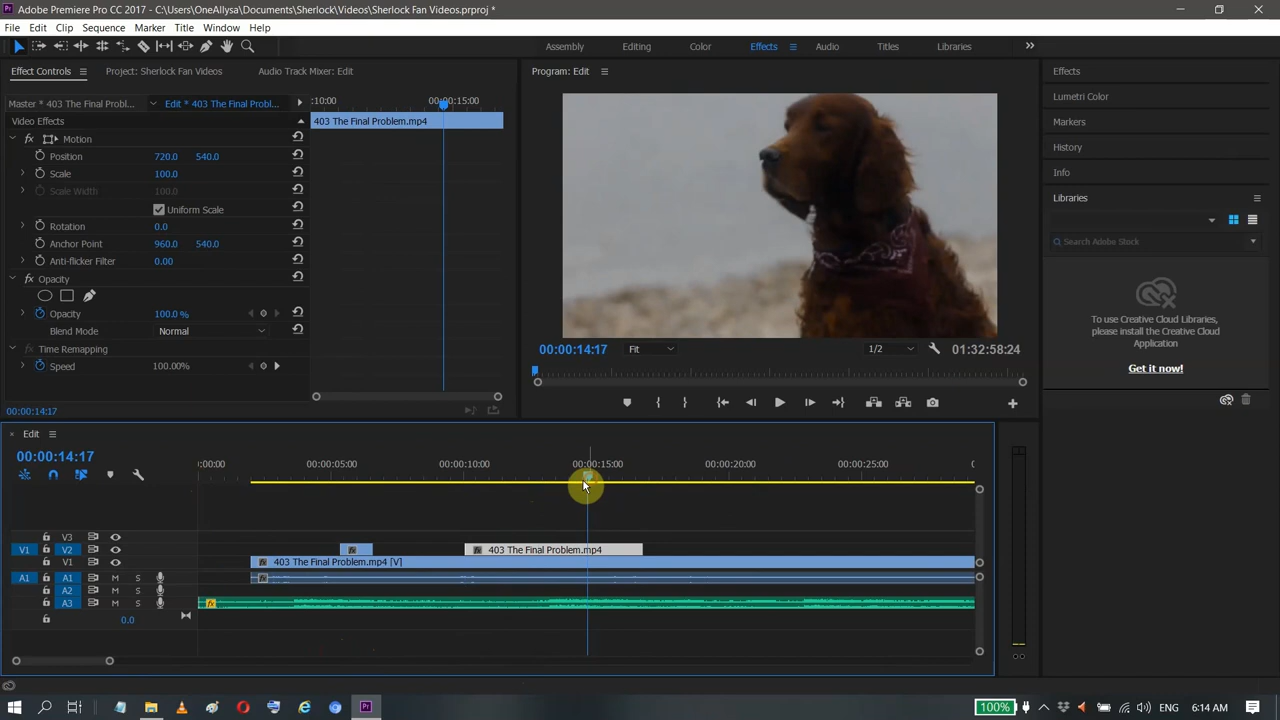 Adobe Premiere Pro CC 2017 - C:\Users\OneAllysa\Documents\Sherlock\Videos\Sherlock Fan Videos.prproj *
File Edit Clip Sequence Marker Title Window Help
Assembly Editing Color Effects Audio Titles Libraries
Effect Controls Project: Sherlock Fan Videos Audio Track Mixer: Edit
Program: Edit
Effects
Master * 403 The Final Probl... Edit * 403 The Final Probl...
:10:00 00:00:15:00
Lumetri Color
Video Effects
403 The Final Problem.mp4
Markers
Motion
History
Position 720.0 540.0
Scale 100.0
Info
Scale Width 100.0
Libraries
Uniform Scale
Rotation 0.0
Anchor Point 960.0 540.0
Search Adobe Stock
Anti-flicker Filter 0.00
Opacity
Opacity 100.0 %
Blend Mode Normal
To use Creative Cloud Libraries,
please install the Creative Cloud
Application
Get it now!
Time Remapping
00:00:14:17 Fit 1/2 01:32:58:24
Speed 100.00%
00:00:14:17
Edit
00:00:14:17
:00:00 00:00:05:00 00:00:10:00 00:00:15:00 00:00:20:00 00:00:25:00
V3
V1 V2 403 The Final Problem.mp4
V1 403 The Final Problem.mp4 [V]
A1 A1 M S
A2 M S
A3 M S
0.0
100% ENG 6:14 AM